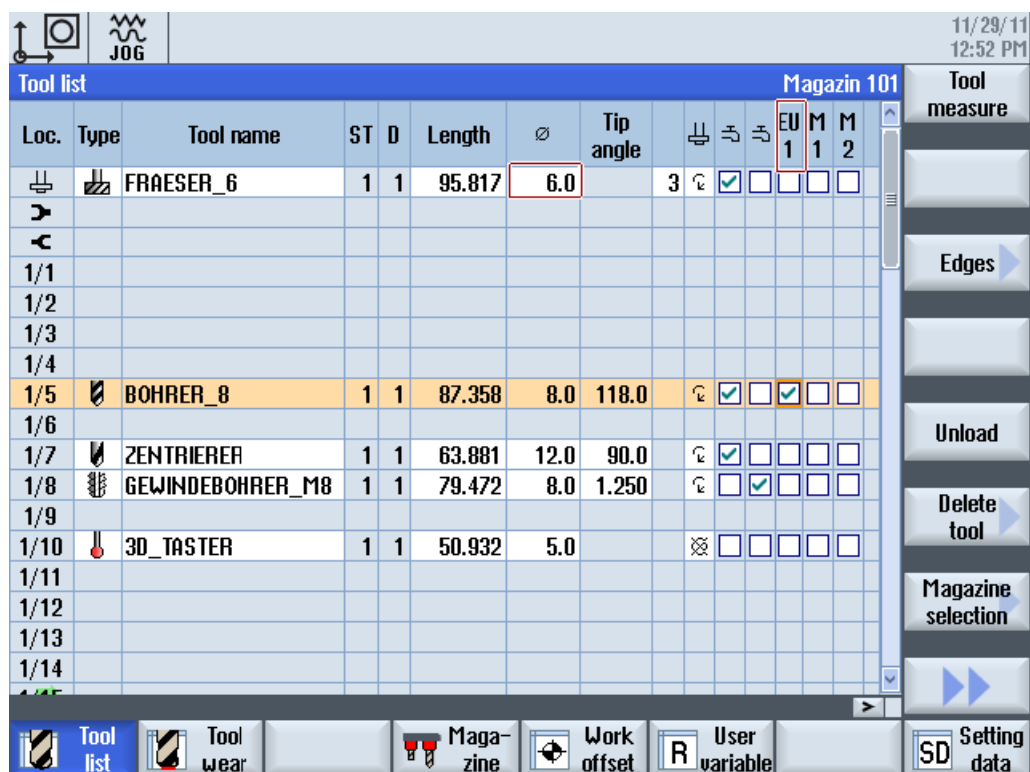 11/29/11
JOG 12:52 PM
Tool list Magazin 101
Loc. Type Tool name ST D Length Ø Tip angle EU 1 M 1 M 2
FRAESER_6 1 1 95.817 6.0 3
1/1
1/2
1/3
1/4
1/5 BOHRER_8 1 1 87.358 8.0 118.0
1/6
1/7 ZENTRIERER 1 1 63.881 12.0 90.0
1/8 GEWINDEBOHRER_M8 1 1 79.472 8.0 1.250
1/9
1/10 3D_TASTER 1 1 50.932 5.0
1/11
1/12
1/13
1/14
Tool
measure
Edges
Unload
Delete
tool
Magazine
selection
>
Tool
list
Tool
wear
Maga-
zine
Work
offset
R User
variable
SD Setting
data